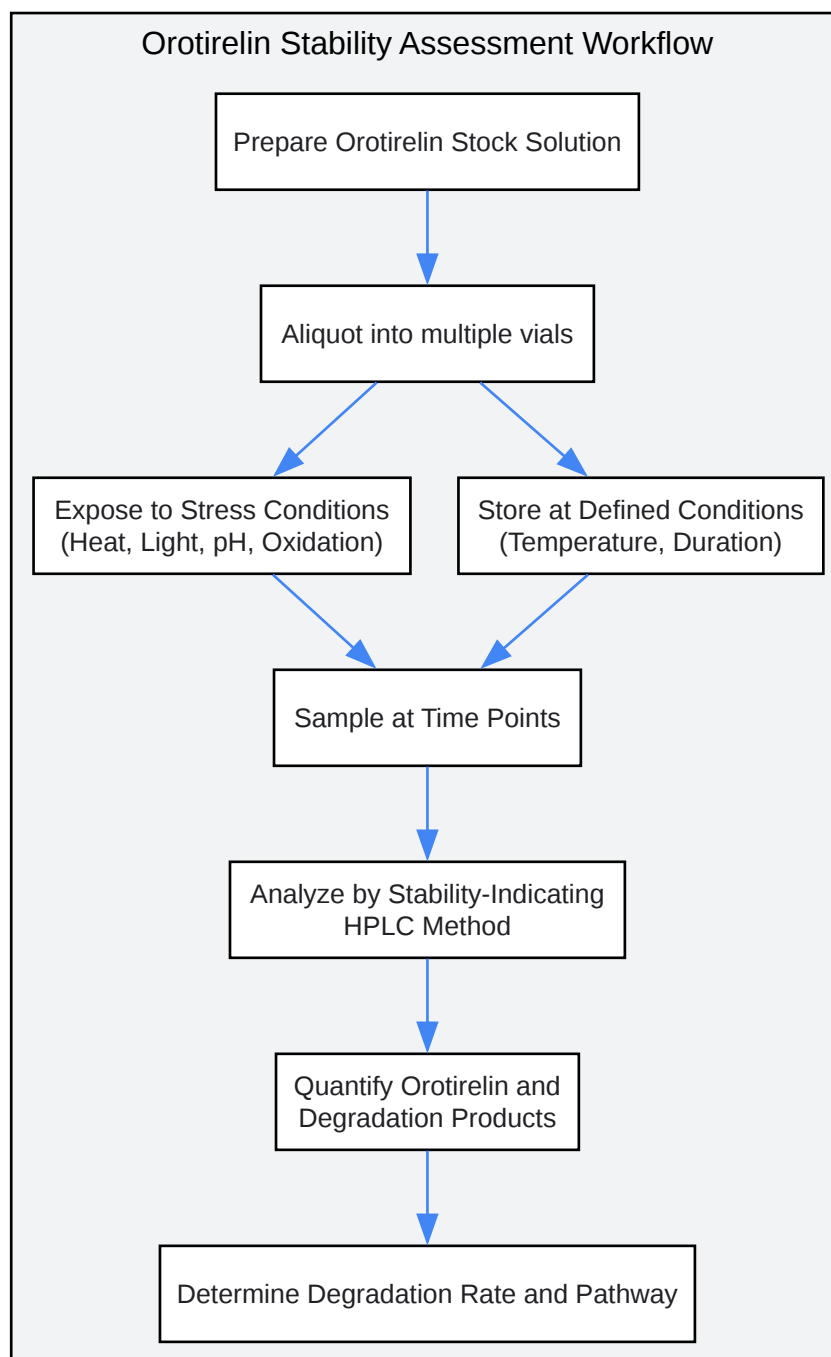 Orotirelin Stability Assessment Workflow
Prepare Orotirelin Stock Solution
Aliquot into multiple vials
Expose to Stress Conditions
(Heat, Light, pH, Oxidation)
Store at Defined Conditions
(Temperature, Duration)
Sample at Time Points
Analyze by Stability-Indicating
HPLC Method
Quantify Orotirelin and
Degradation Products
Determine Degradation Rate and Pathway